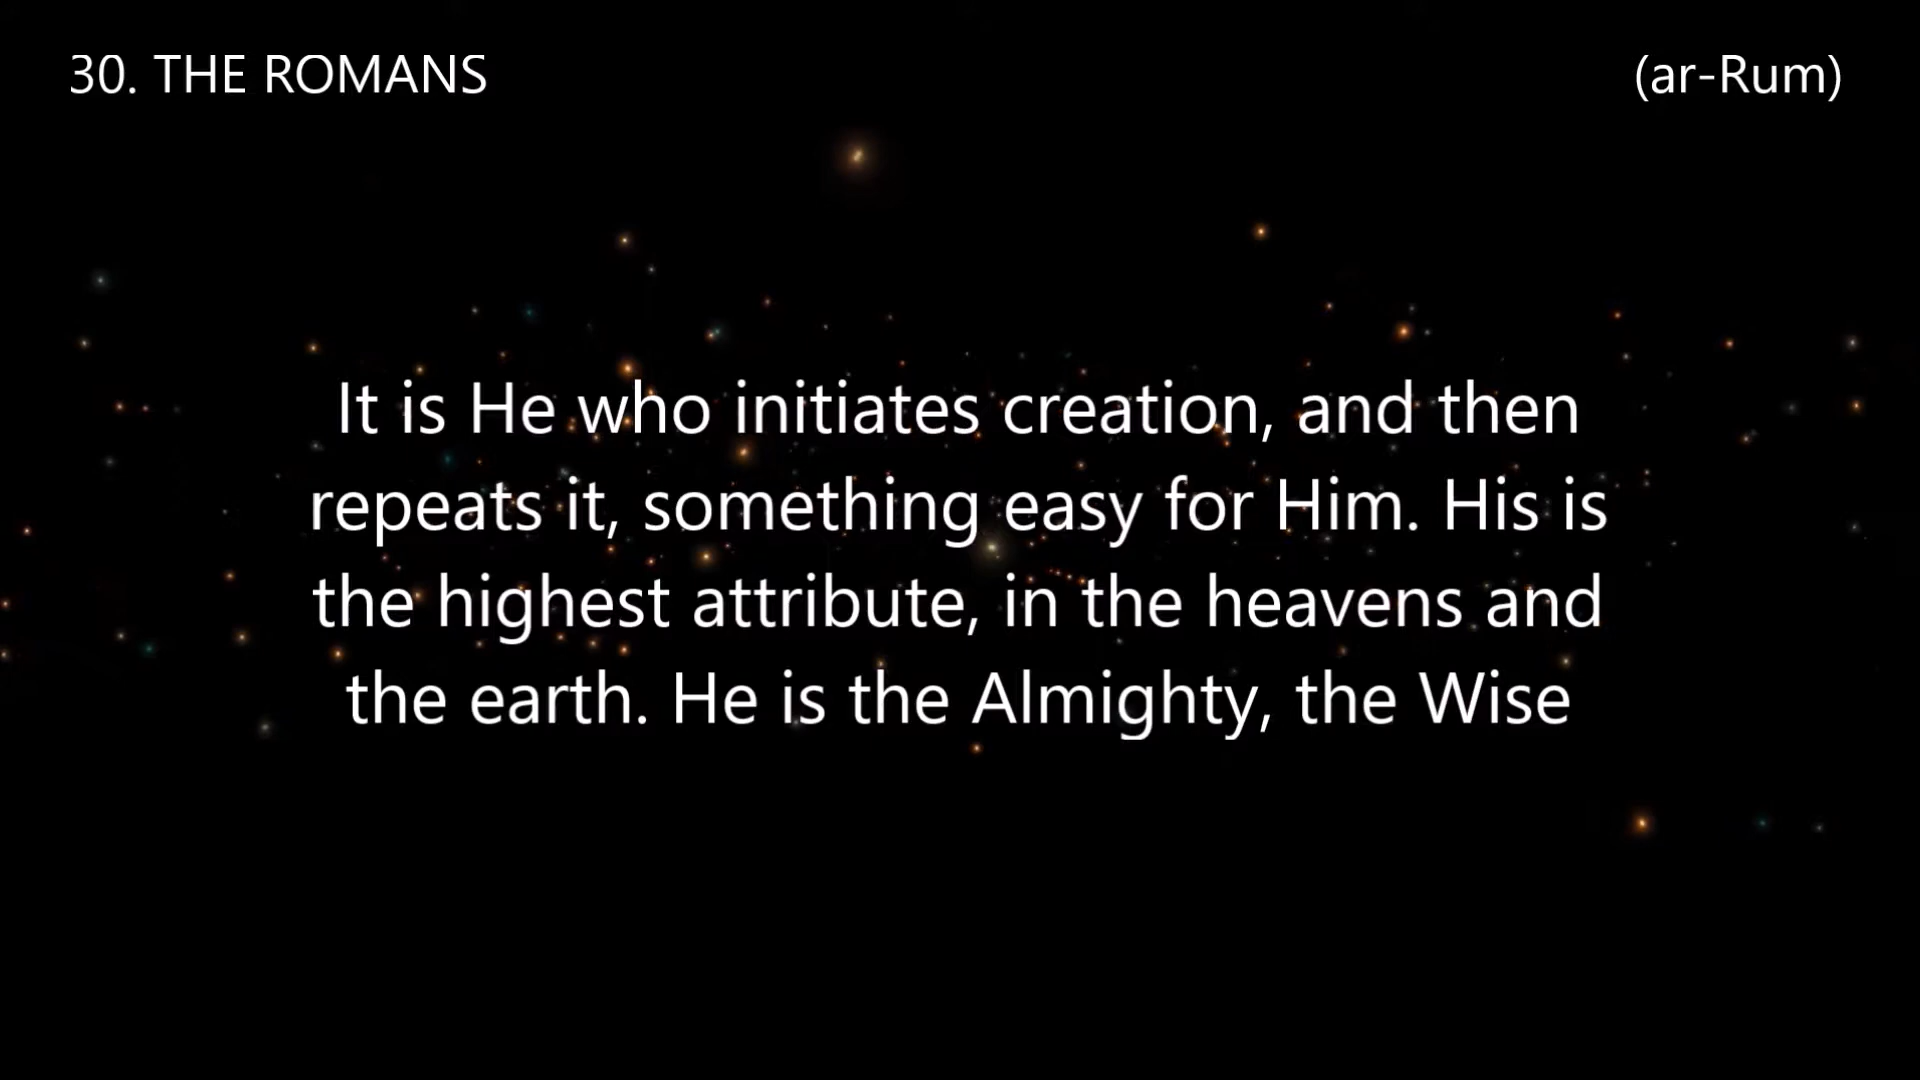 30. THE ROMANS
(ar-Rum)
It is He who initiates creation, and then
repeats it, something easy for Him. His is
the highest attribute, in the heavens and
the earth. He is the Almighty, the Wise